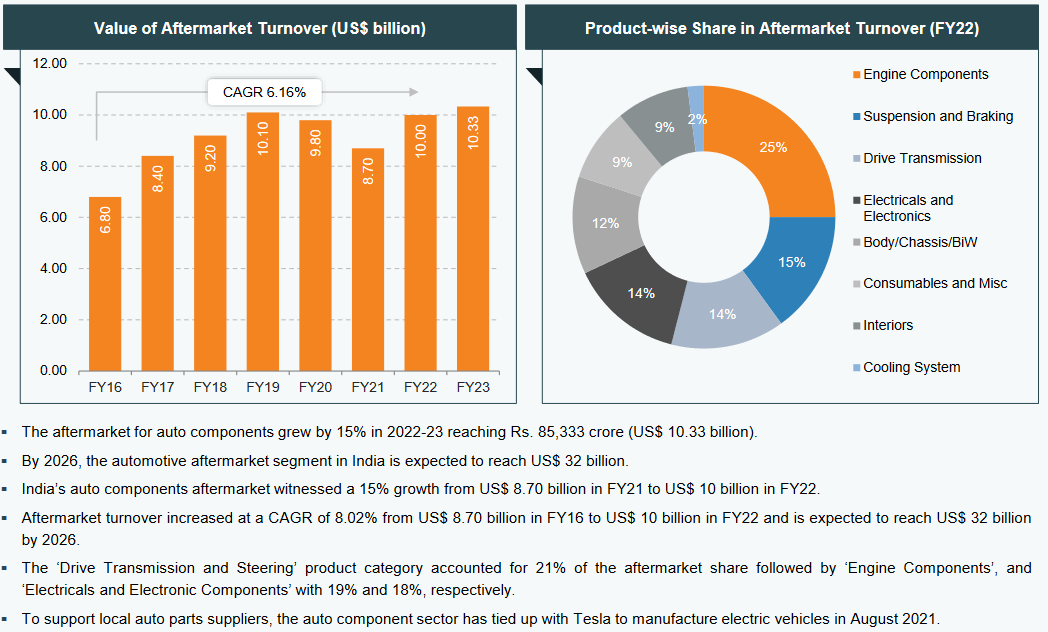 Value of Aftermarket Turnover (US$ billion)
12.00
10.00
8.00
6.00
4.00
2.00
0.00
CAGR 6.16%
6.80
8.40
9.20
10.10
9.80
8.70
10.00
10.33
FY16 FY17 FY18 FY19 FY20 FY21 FY22 FY23
Product-wise Share in Aftermarket Turnover (FY22)
25%
15%
14%
14%
12%
9%
9%
2%
Engine Components
Suspension and Braking
Drive Transmission
Electricals and
Electronics
Body/Chassis/BiW
Consumables and Misc
Interiors
Cooling System
▪ The aftermarket for auto components grew by 15% in 2022-23 reaching Rs. 85,333 crore (US$ 10.33 billion).
▪ By 2026, the automotive aftermarket segment in India is expected to reach US$ 32 billion.
▪ India’s auto components aftermarket witnessed a 15% growth from US$ 8.70 billion in FY21 to US$ 10 billion in FY22.
▪ Aftermarket turnover increased at a CAGR of 8.02% from US$ 8.70 billion in FY16 to US$ 10 billion in FY22 and is expected to reach US$ 32 billion
by 2026.
▪ The ‘Drive Transmission and Steering’ product category accounted for 21% of the aftermarket share followed by ‘Engine Components’, and
‘Electricals and Electronic Components’ with 19% and 18%, respectively.
▪ To support local auto parts suppliers, the auto component sector has tied up with Tesla to manufacture electric vehicles in August 2021.